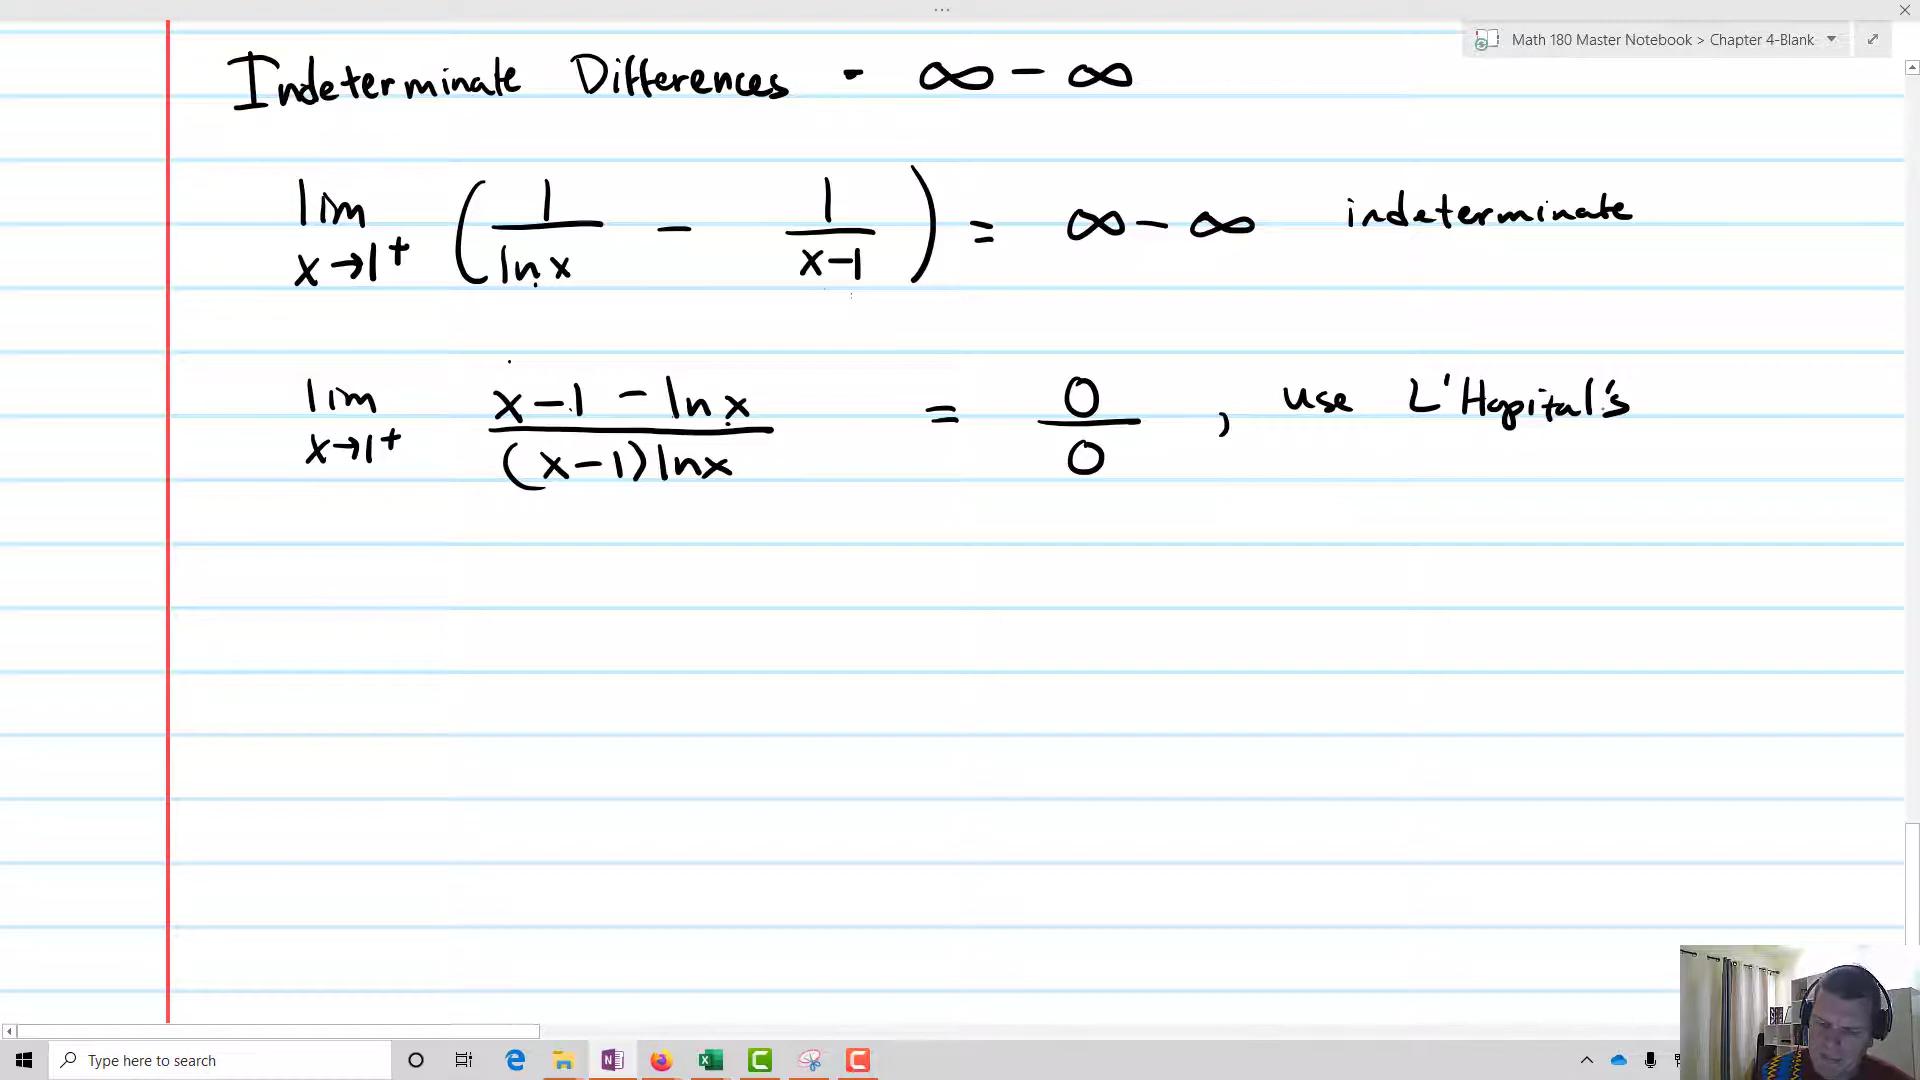 Math 180 Master Notebook > Chapter 4-Blank
Indeterminate Differences - ∞ - ∞
lim x→1⁺ (1/ln x - 1/x-1) = ∞ - ∞ indeterminate
lim x→1⁺ x-1 - ln x/(x-1) ln x = 0/0 , use L'Hopital's
Type here to search